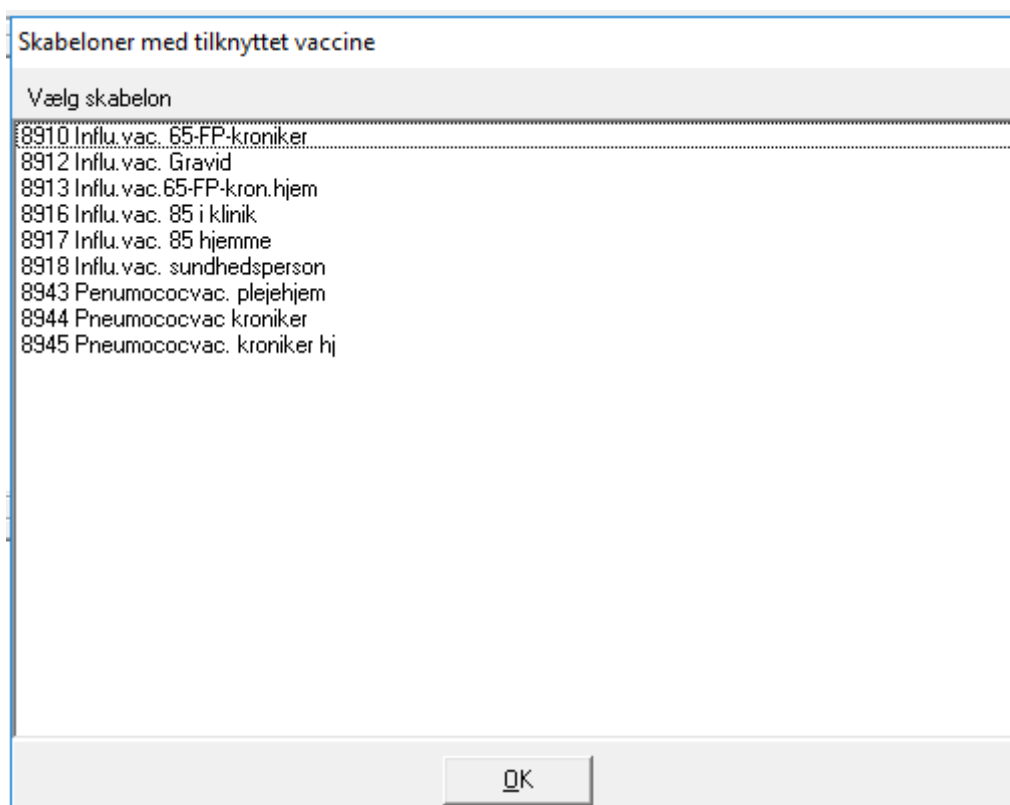 Skabeloner med tilknyttet vaccine
Vælg skabelon
8910 Influ.vac. 65-FP-kroniker
8912 Influ.vac. Gravid
8913 Influ.vac.65-FP-kron.hjem
8916 Influ.vac. 85 i klinik
8917 Influ.vac. 85 hjemme
8918 Influ.vac. sundhedsperson
8943 Penumococvac. plejehjem
8944 Pneumococvac kroniker
8945 Pneumococvac. kroniker hj
OK